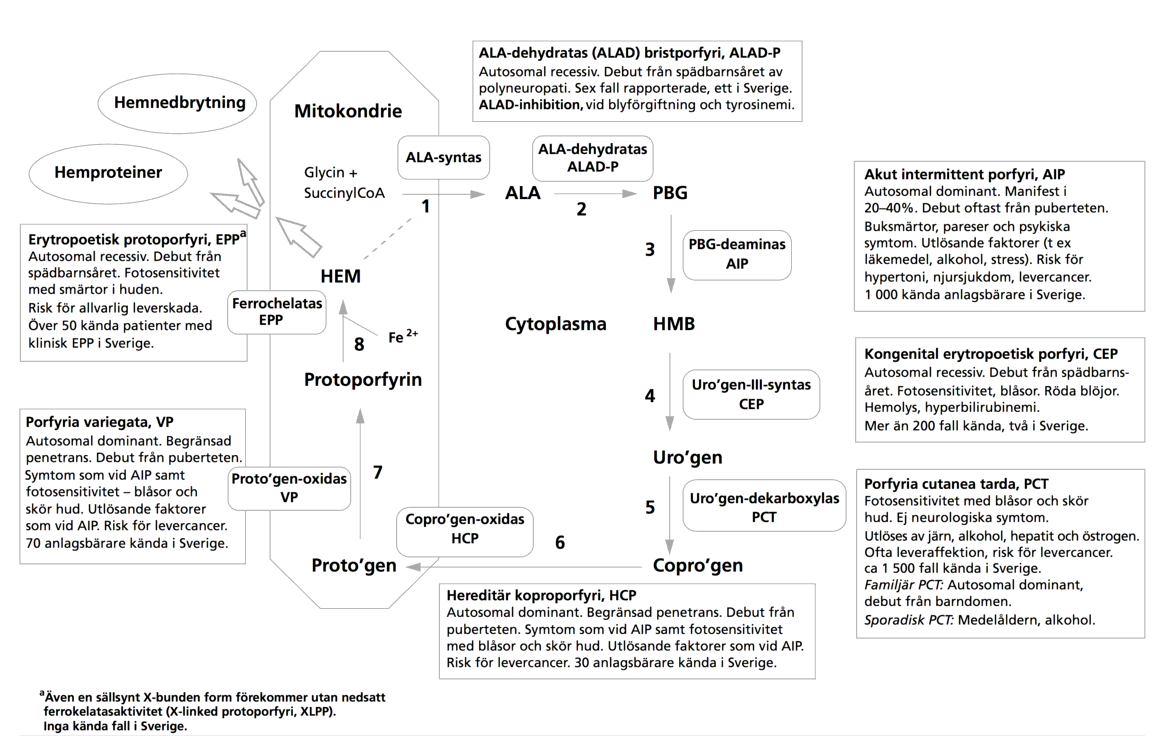 ALA-dehydratas (ALAD) bristporfyri, ALAD-P
Autosomal recessiv. Debut från spädbarnsåret av
polyneuropati. Sex fall rapporterade, ett i Sverige.
ALAD-inhibition, vid blyförgiftning och tyrosinemi.
Hemnedbrytning
Hemproteiner
Mitokondrie
Glycin +
SuccinylCoA
ALA-syntas
1
ALA
ALA-dehydratas
ALAD-P
2
PBG
3
PBG-deaminas
AIP
Akut intermittent porfyri, AIP
Autosomal dominant. Manifest i
20–40%. Debut oftast från puberteten.
Buksmärtor, pareser och psykiska
symtom. Utlösande faktorer (t ex
läkemedel, alkohol, stress). Risk för
hypertoni, njursjukdom, levercancer.
1 000 kända anlagsbärare i Sverige.
Erytropoetisk protoporfyri, EPPa
Autosomal recessiv. Debut från
spädbarnsåret. Fotosensitivitet
med smärtor i huden.
Risk för allvarlig leverskada.
Över 50 kända patienter med
klinisk EPP i Sverige.
HEM
Ferrochelatas
EPP
8
Fe 2+
Cytoplasma
HMB
Protoporfyrin
4
Uro’gen-III-syntas
CEP
Kongenital erytropoetisk porfyri, CEP
Autosomal recessiv. Debut från spädbarns-
året. Fotosensitivitet, blåsor. Röda blöjor.
Hemolys, hyperbilirubinemi.
Mer än 200 fall kända, två i Sverige.
Porfyria variegata, VP
Autosomal dominant. Begränsad
penetrans. Debut från puberteten.
Symtom som vid AIP samt
fotosensitivitet – blåsor och
skör hud. Utlösande faktorer
som vid AIP. Risk för levercancer.
70 anlagsbärare kända i Sverige.
Proto’gen-oxidas
VP
7
Uro’gen
5
Uro’gen-dekarboxylas
PCT
Porfyria cutanea tarda, PCT
Fotosensitivitet med blåsor och skör
hud. Ej neurologiska symtom.
Utlöses av järn, alkohol, hepatit och östrogen.
Ofta leveraffektion, risk för levercancer.
ca 1 500 fall kända i Sverige.
Familjär PCT: Autosomal dominant,
debut från barndomen.
Sporadisk PCT: Medelåldern, alkohol.
Copro’gen-oxidas
HCP
6
Proto’gen
Copro’gen
Hereditär koproporfyri, HCP
Autosomal dominant. Begränsad penetrans. Debut från
puberteten. Symtom som vid AIP samt fotosensitivitet
med blåsor och skör hud. Utlösande faktorer som vid AIP.
Risk för levercancer. 30 anlagsbärare kända i Sverige.
aÄven en sällsynt X-bunden form förekommer utan nedsatt
ferrokelatasaktivitet (X-linked protoporfyri, XLPP).
Inga kända fall i Sverige.